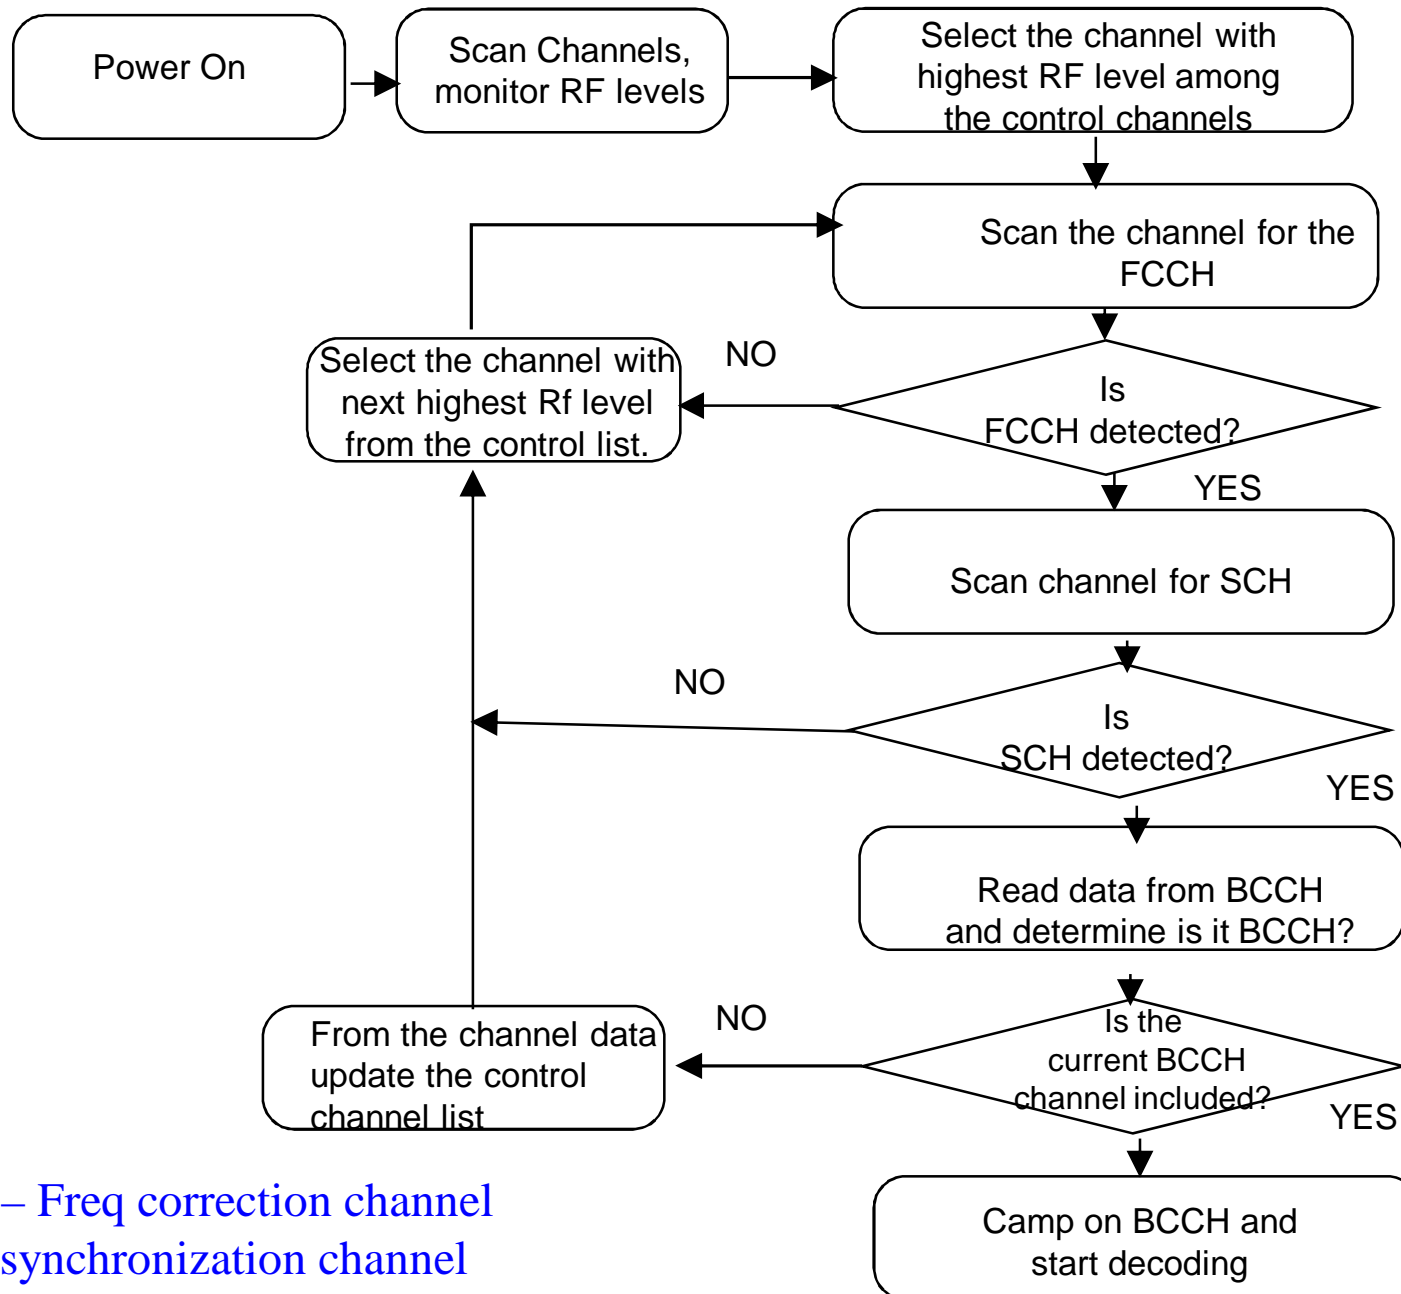 Power On
Scan Channels,
monitor RF levels
Select the channel with
highest RF level among
the control channels
Scan the channel for the
FCCH
Select the channel with
next highest Rf level
from the control list.
NO
Is
FCCH detected?
YES
Scan channel for SCH
NO
Is
SCH detected?
YES
Read data from BCCH
and determine is it BCCH?
From the channel data
update the control
channel list
NO
Is the
current BCCH
channel included?
YES
Camp on BCCH and
start decoding
– Freq correction channel
synchronization channel